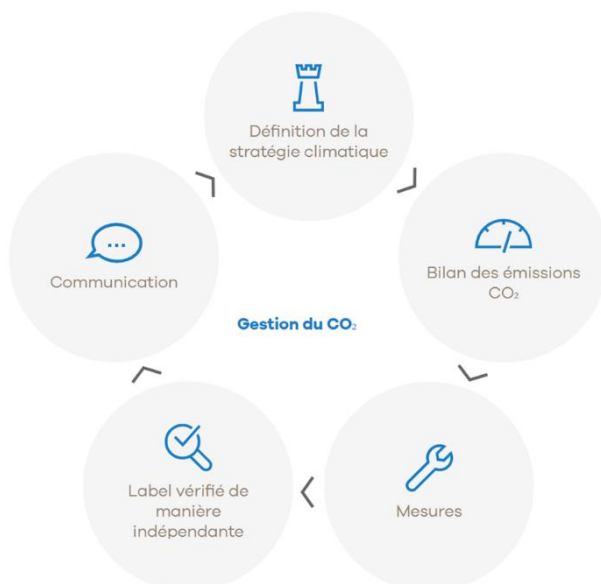 Définition de la
stratégie climatique
Bilan des émissions
CO₂
Mesures
Label vérifié de
manière
indépendante
Communication
Gestion du CO₂